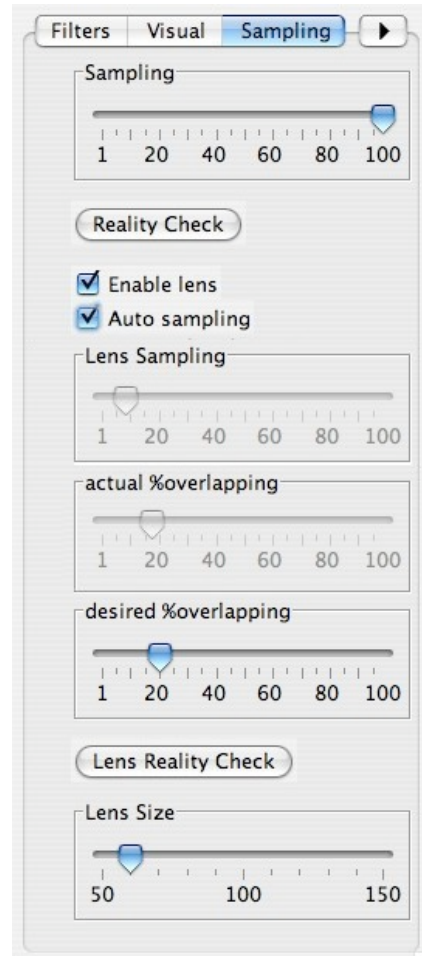 Filters Visual Sampling
Sampling
1 20 40 60 80 100
Reality Check
Enable lens
Auto sampling
Lens Sampling
1 20 40 60 80 100
actual %overlapping
1 20 40 60 80 100
desired %overlapping
1 20 40 60 80 100
Lens Reality Check
Lens Size
50 100 150